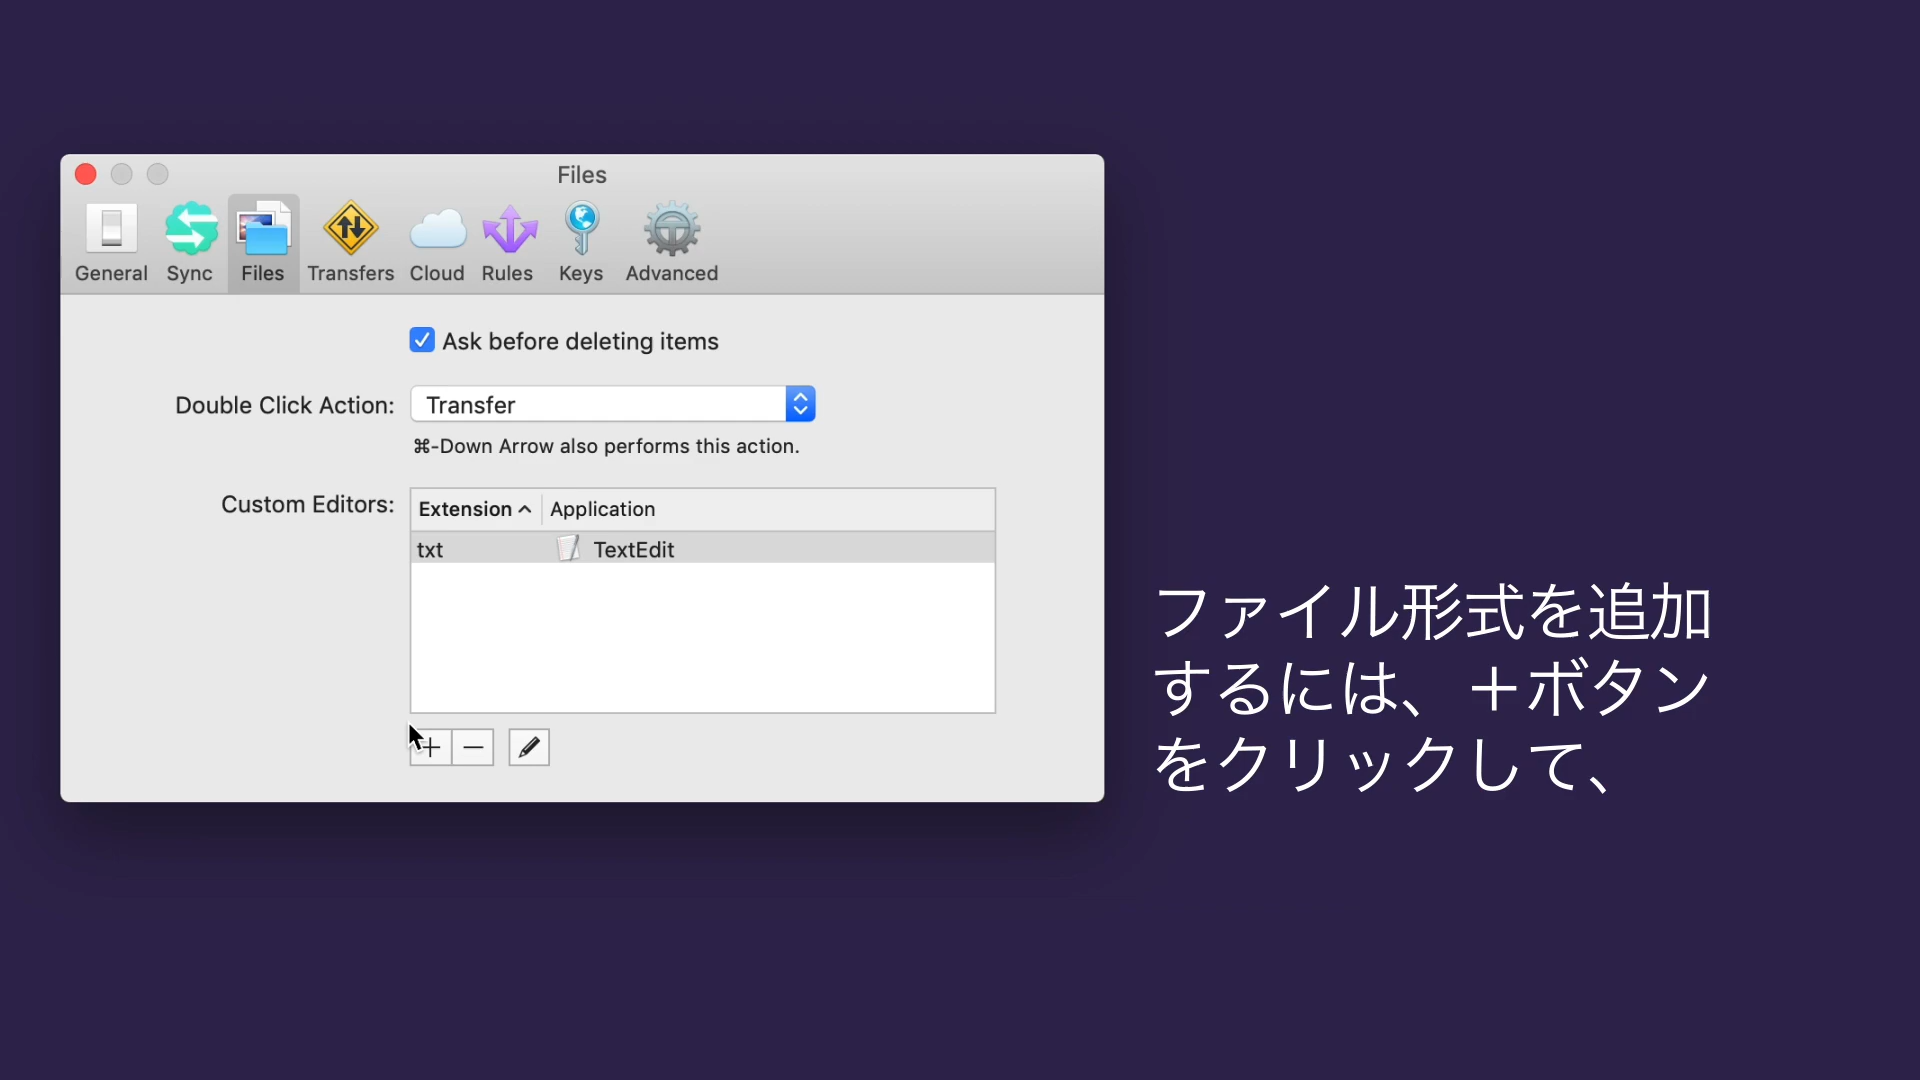 Files
General Sync Files Transfers Cloud Rules Keys Advanced
Ask before deleting items
Double Click Action: Transfer
⌘-Down Arrow also performs this action.
Custom Editors: Extension Application
txt TextEdit
ファイル形式を追加
するには、＋ボタン
をクリックして、